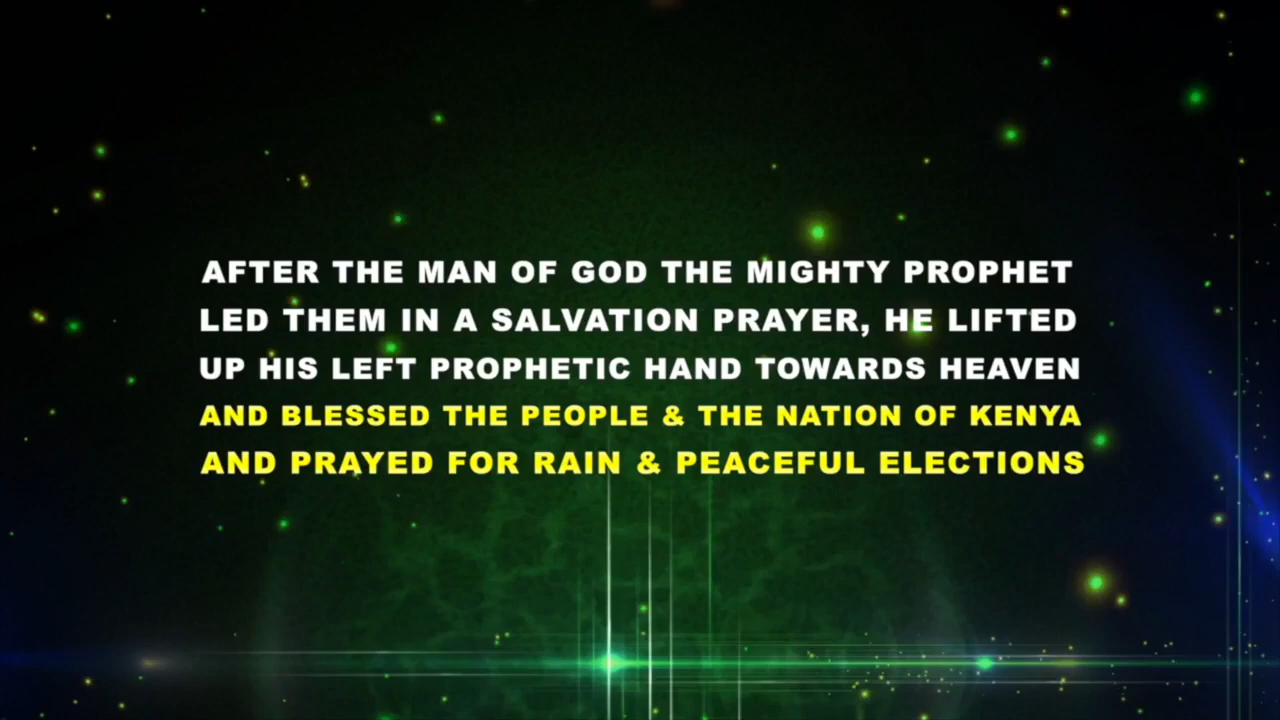 AFTER THE MAN OF GOD THE MIGHTY PROPHET
LED THEM IN A SALVATION PRAYER, HE LIFTED
UP HIS LEFT PROPHETIC HAND TOWARDS HEAVEN
AND BLESSED THE PEOPLE & THE NATION OF KENYA
AND PRAYED FOR RAIN & PEACEFUL ELECTIONS